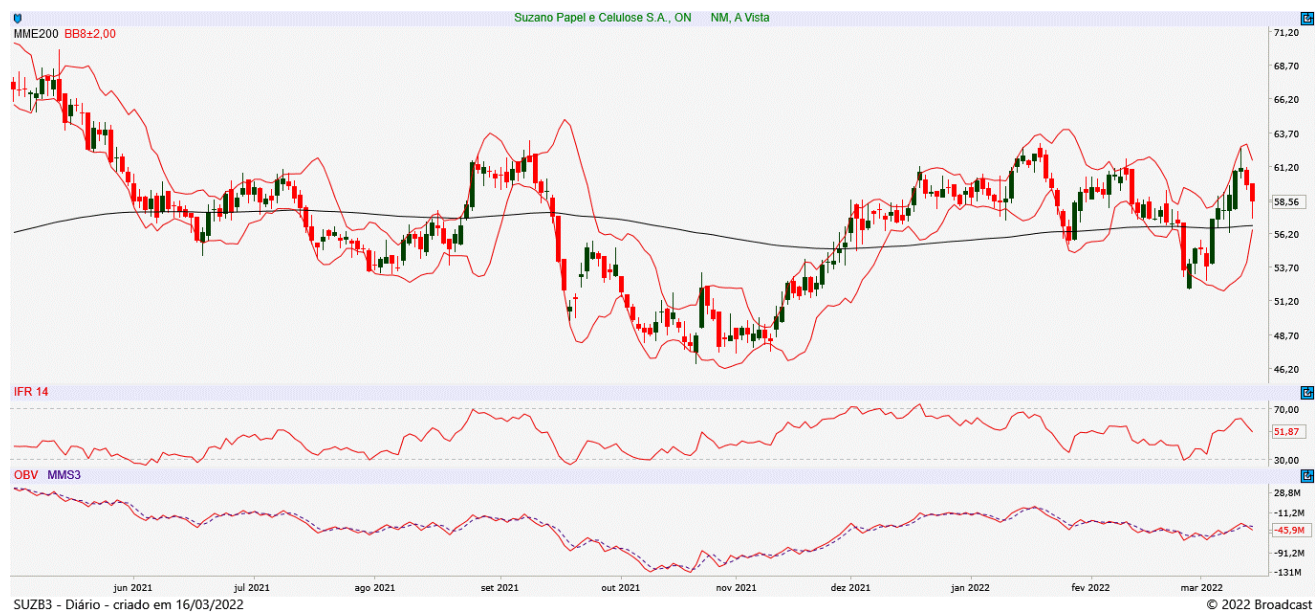 Suzano Papel e Celulose S.A., ON NM, A Vista
MME200 BB8±2,00
71,20
68,70
66,20
63,70
61,20
58,56
56,20
53,70
51,20
48,70
46,20
IFR 14
70,00
51,87
30,00
OBV MMS3
28,8M
-11,2M
-45,9M
-91,2M
-131M
jun 2021 jul 2021 ago 2021 set 2021 out 2021 nov 2021 dez 2021 jan 2022 fev 2022 mar 2022
SUZB3 - Diário - criado em 16/03/2022 © 2022 Broadcast